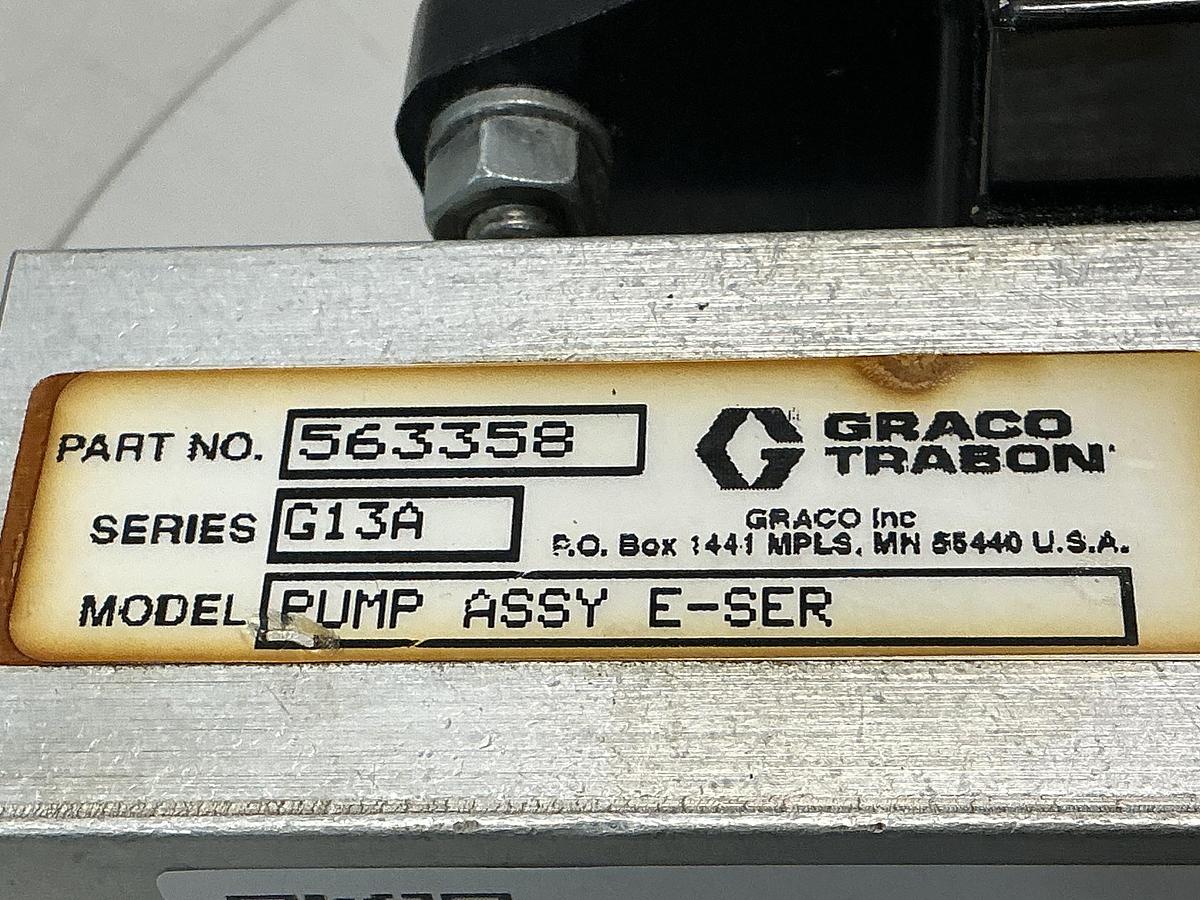 PART NO. 563358
GRACO
TRABON
SERIES G13A
GRACO Inc
P.O. Box 1441 MPLS, MN 55440 U.S.A.
MODEL PUMP ASSY E-SER